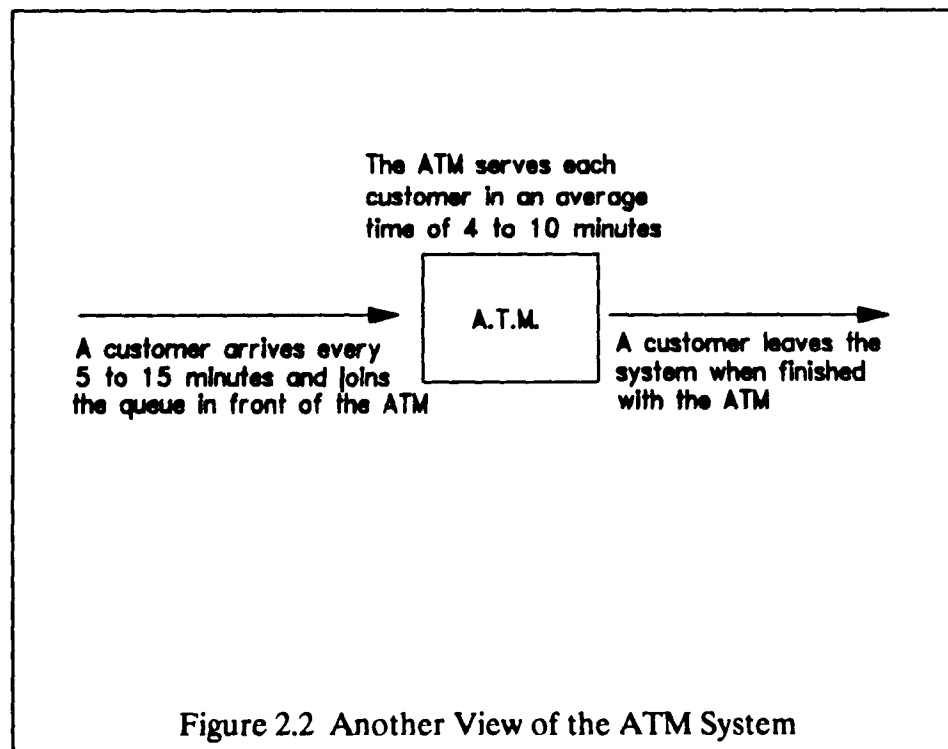 The ATM serves each
customer in an average
time of 4 to 10 minutes
A.T.M.
A customer arrives every
5 to 15 minutes and joins
the queue in front of the ATM
A customer leaves the
system when finished
with the ATM
Figure 2.2 Another View of the ATM System